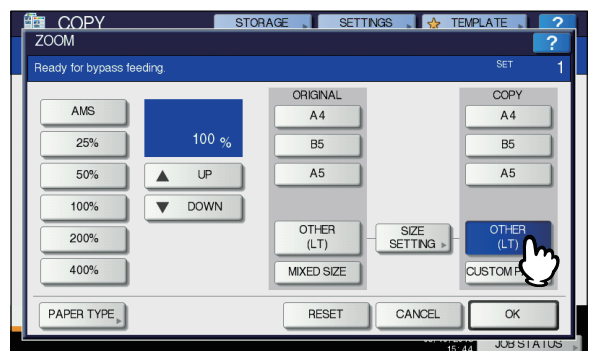 COPY
STORAGE
SETTINGS
TEMPLATE
?
ZOOM
?
Ready for bypass feeding.
SET
1
AMS
25%
50%
100%
200%
400%
100 %
UP
DOWN
ORIGINAL
A4
B5
A5
OTHER
(LT)
MIXED SIZE
SIZE
SETTING
COPY
A4
B5
A5
OTHER
(LT)
CUSTOM
PAPER TYPE
RESET
CANCEL
OK
15:44
JOB STATUS